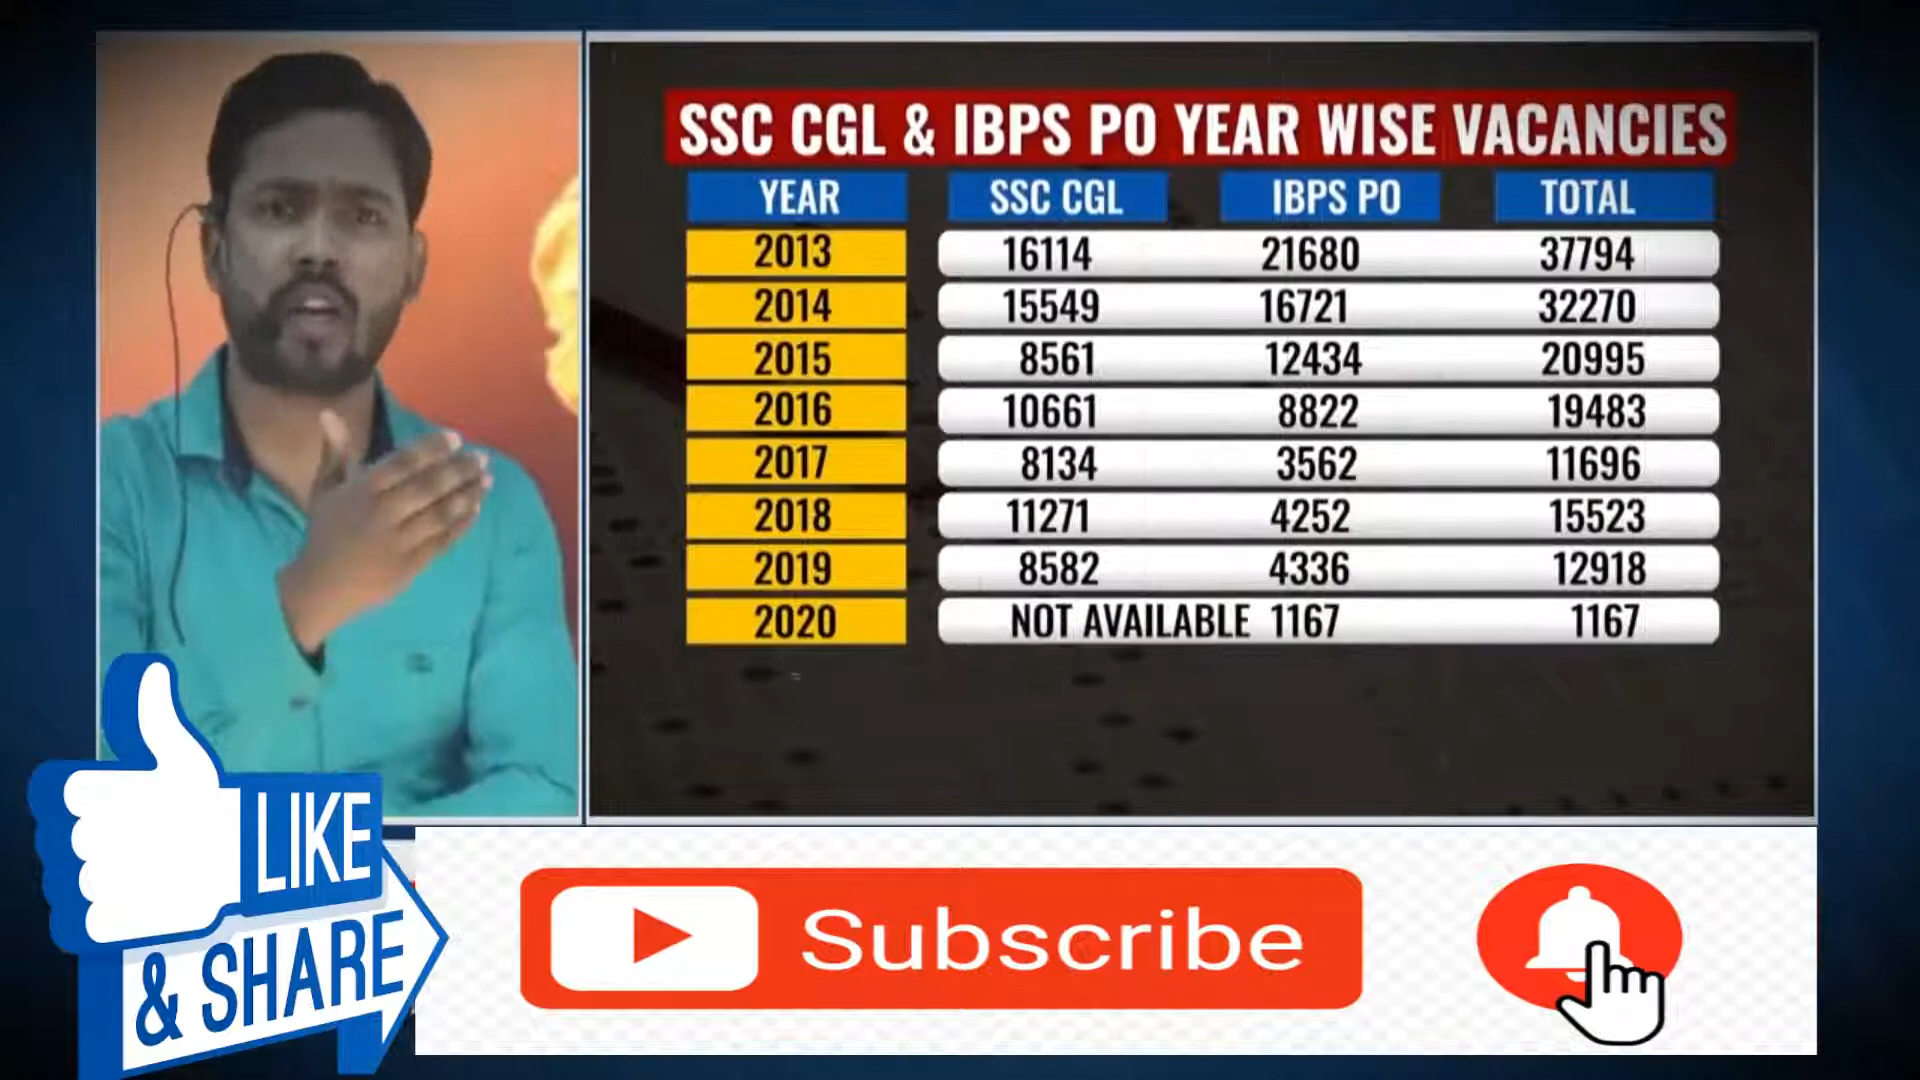 SSC CGL & IBPS PO YEAR WISE VACANCIES
YEAR SSC CGL IBPS PO TOTAL
2013 16114 21680 37794
2014 15549 16721 32270
2015 8561 12434 20995
2016 10661 8822 19483
2017 8134 3562 11696
2018 11271 4252 15523
2019 8582 4336 12918
2020 NOT AVAILABLE 1167 1167
LIKE
& SHARE
Subscribe